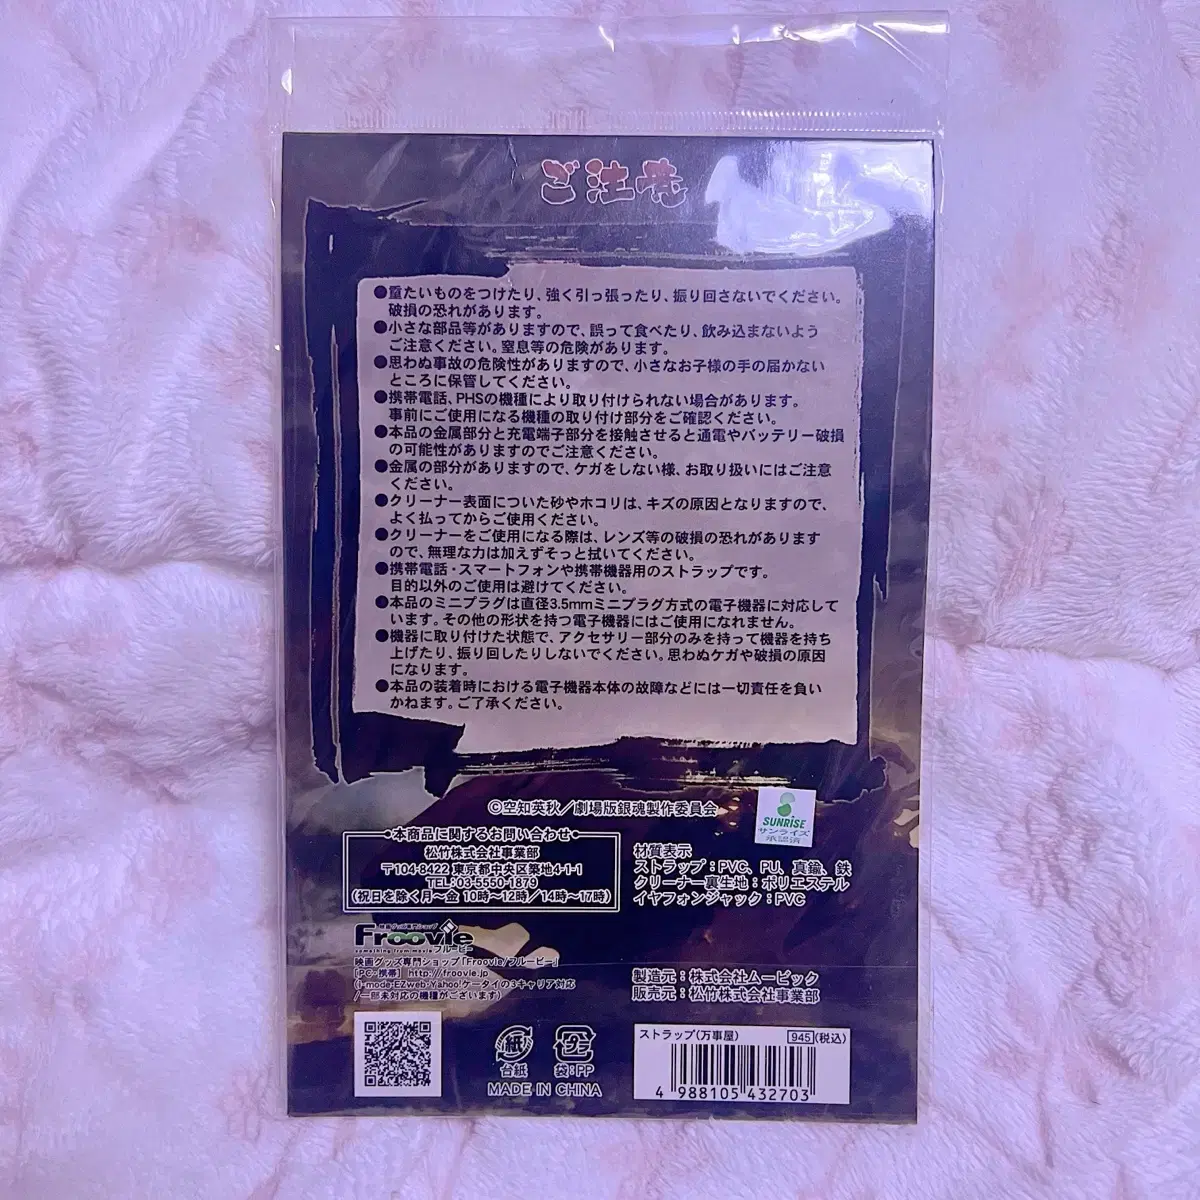 ご注意
●重たいものをつけたり、強く引っ張ったり、振り回さないでください。
破損の恐れがあります。
●小さな部品等がありますので、誤って食べたり、飲み込まないよう
ご注意ください。窒息等の危険があります。
●思わぬ事故の危険性がありますので、小さなお子様の手の届かない
ところに保管してください。
●携帯電話、PHSの機種により取り付けられない場合があります。
事前にご使用になる機種の取り付け部分をご確認ください。
●本品の金属部分と充電端子部分を接触させると通電やバッテリー破損
の可能性がありますのでご注意ください。
●金属の部分がありますので、ケガをしない様、お取り扱いにはご注意
ください。
●クリーナー表面についた砂やホコリは、キズの原因となりますので、
よく払ってからご使用ください。
●クリーナーをご使用になる際は、レンズ等の破損の恐れがあります
ので、無理な力は加えずそっと拭いてください。
●携帯電話・スマートフォンや携帯機器用のストラップです。
目的以外のご使用は避けてください。
●本品のミニプラグは直径3.5mmミニプラグ方式の電子機器に対応して
います。その他の形状を持つ電子機器にはご使用になれません。
●機器に取り付けた状態で、アクセサリー部分のみを持って機器を持ち
上げたり、振り回したりしないでください。思わぬケガや破損の原因
になります。
●本品の装着時における電子機器本体の故障などには一切責任を負い
かねます。ご了承ください。
©空知英秋／劇場版銀魂製作委員会
SUNRISE
サンライズ
承認済
本商品に関するお問い合わせ
松竹株式会社事業部
〒104-8422 東京都中央区築地4-1-1
TEL:03-5550-1879
(祝日を除く月〜金 10時〜12時／14時〜17時)
材質表示
ストラップ：PVC、PU、真鍮、鉄
クリーナー裏生地：ポリエステル
イヤフォンジャック：PVC
映画グッズ専門ショップ
Froovie
something from movie フルービー
映画グッズ専門ショップ「Froovie/フルービー」
[PC・携帯] http://froovie.jp
(i-mode・EZweb・Yahoo!ケータイの3キャリア対応
/一部未対応の機種がございます)
製造元：株式会社ムービック
販売元：松竹株式会社事業部
紙
台紙
プラ
袋:PP
MADE IN CHINA
ストラップ(万事屋) 945(税込)
4 988105 432703